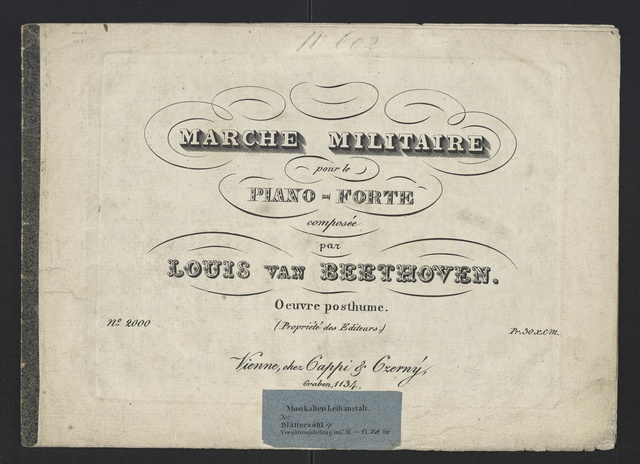 MARCHE MILITAIRE
pour le
PIANO-FORTE
composée
par
LOUIS VAN BEETHOVEN.
Oeuvre posthume.
No. 2000
(Propriété des Editeurs.)
Pr. 30 x. C.M.
Vienne, chez Cappi & Czerný,
Graben, 1134.
Musikalien Leihanstalt.
No.
Blätterzahl